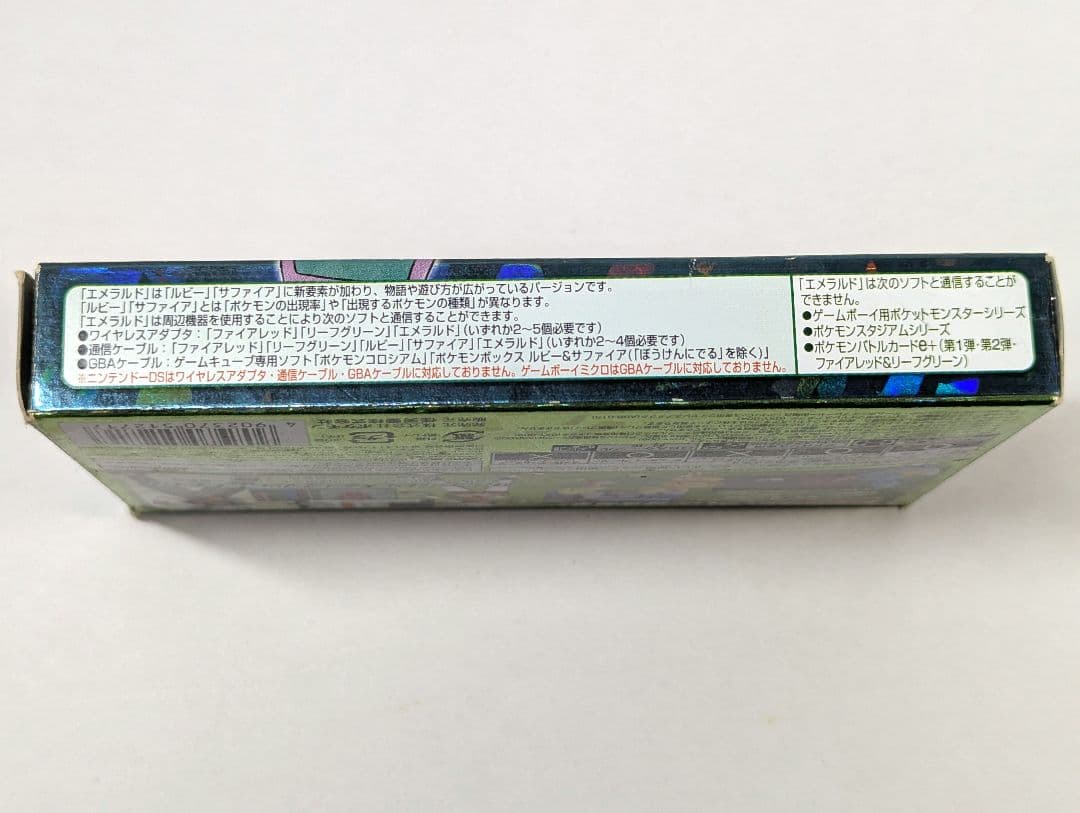 「エメラルド」は「ルビー」「サファイア」に新要素が加わり、物語や遊び方が広がっているバージョンです。
「ルビー」「サファイア」とは「ポケモンの出現率」や「出現するポケモンの種類」が異なります。
「エメラルド」は周辺機器を使用することにより次のソフトと通信することができます。
●ワイヤレスアダプタ：「ファイアレッド」「リーフグリーン」「エメラルド」（いずれか2〜5個必要です）
●通信ケーブル：「ファイアレッド」「リーフグリーン」「ルビー」「サファイア」「エメラルド」（いずれか2〜4個必要です）
●GBAケーブル：ゲームキューブ専用ソフト「ポケモンコロシアム」「ポケモンボックス ルビー&サファイア（「ぼうけんにでる」を除く）」
※ニンテンドーDSはワイヤレスアダプタ・通信ケーブル・GBAケーブルに対応しておりません。ゲームボーイミクロはGBAケーブルに対応しておりません。
「エメラルド」は次のソフトと通信することが
できません。
●ゲームボーイ用ポケットモンスターシリーズ
●ポケモンスタジアムシリーズ
●ポケモンバトルカードe+（第1弾・第2弾・
ファイアレッド&リーフグリーン）
4 902370 512717